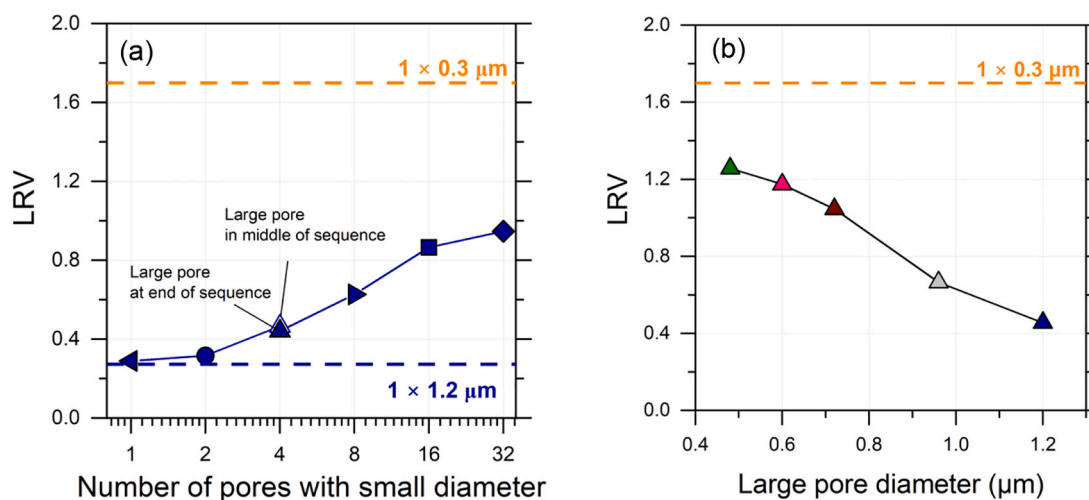 (a)
2.0
1.6
1.2
0.8
0.4
0.0
LRV
1 × 0.3 µm
Large pore
in middle of sequence
Large pore
at end of sequence
1 × 1.2 µm
1 2 4 8 16 32
Number of pores with small diameter
(b)
2.0
1.6
1.2
0.8
0.4
0.0
LRV
1 × 0.3 µm
0.4 0.6 0.8 1.0 1.2
Large pore diameter (µm)